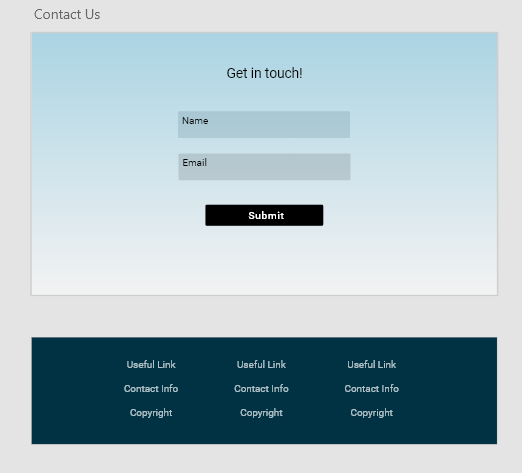 Contact Us
Get in touch!
Name
Email
Submit
Useful Link Useful Link Useful Link
Contact Info Contact Info Contact Info
Copyright Copyright Copyright